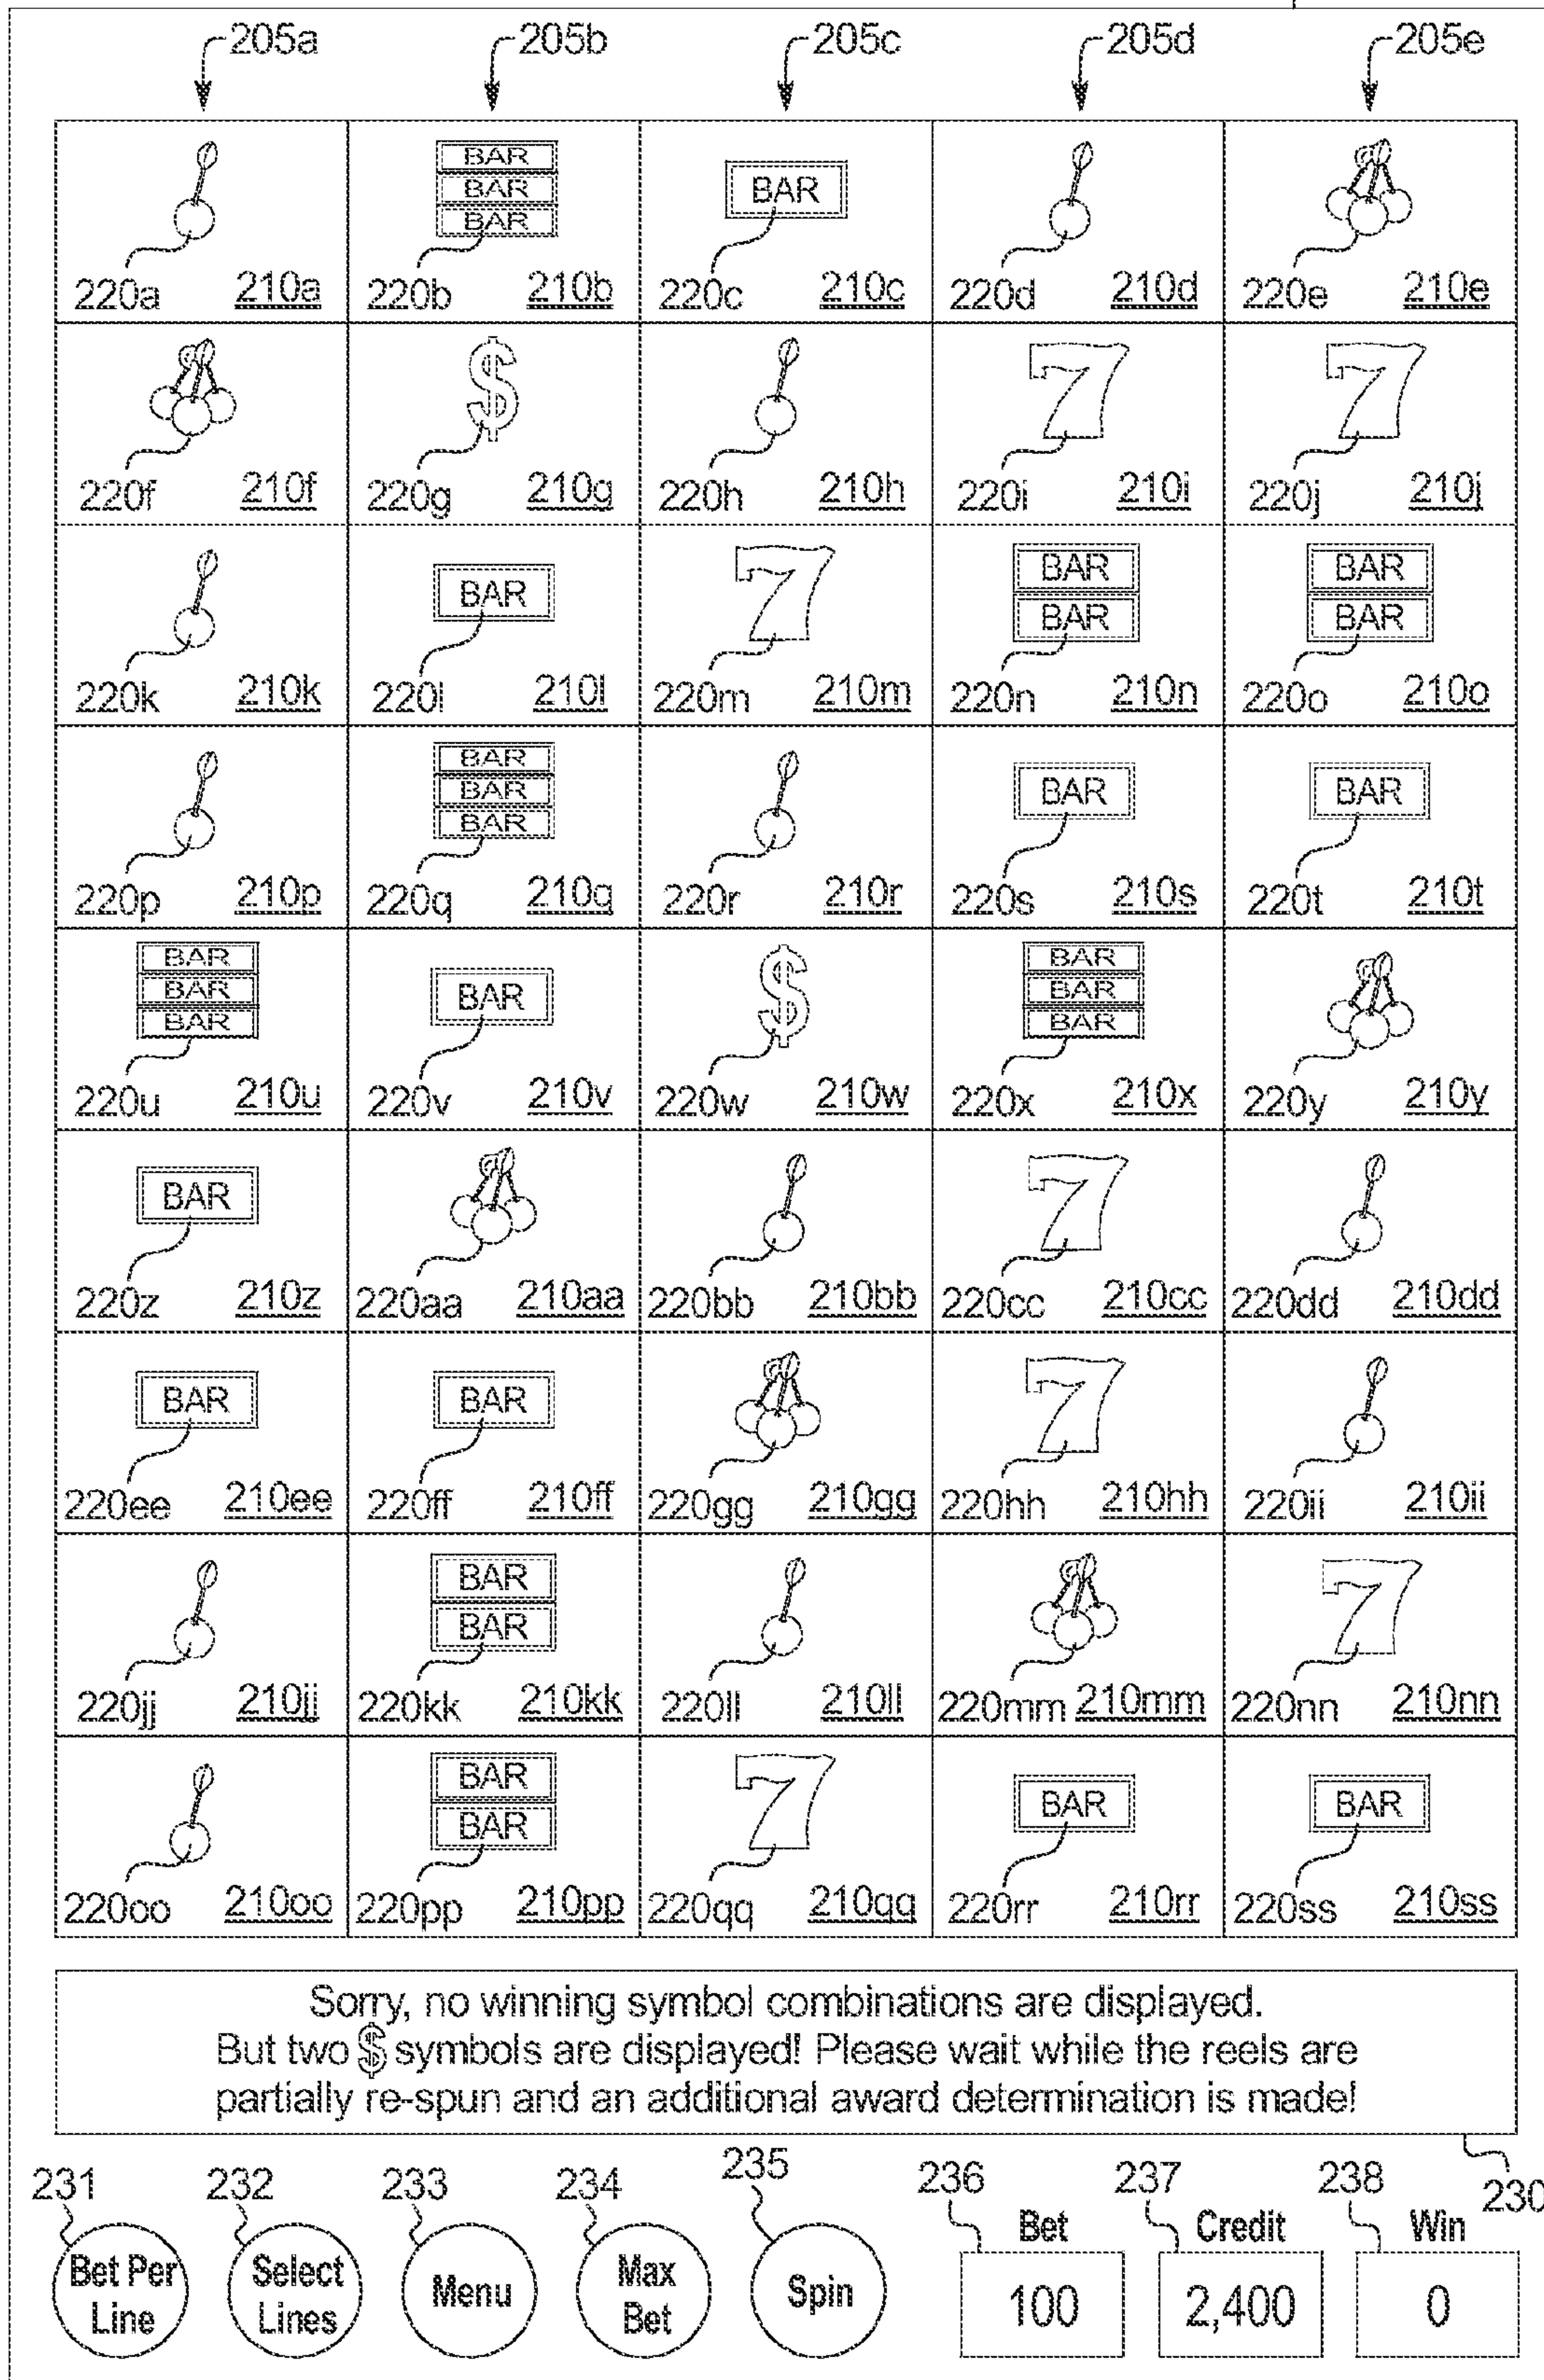 205a 205b 205c 205d 205e
BAR
BAR BAR
BAR
220a 210a 220b 210b 220c 210c 220d 210d 220e 210e
$ 7 7
220f 210f 220g 210g 220h 210h 220i 210i 220j 210j
BAR 7 BAR BAR
BAR BAR
220k 210k 220l 210l 220m 210m 220n 210n 220o 210o
BAR
BAR BAR BAR
BAR
220p 210p 220q 210q 220r 210r 220s 210s 220t 210t
BAR BAR
BAR BAR $ BAR
BAR BAR
220u 210u 220v 210v 220w 210w 220x 210x 220y 210y
BAR 7
220z 210z 220aa 210aa 220bb 210bb 220cc 210cc 220dd 210dd
BAR BAR 7
220ee 210ee 220ff 210ff 220gg 210gg 220hh 210hh 220ii 210ii
BAR 7
BAR
220jj 210jj 220kk 210kk 220ll 210ll 220mm 210mm 220nn 210nn
BAR 7 BAR BAR
BAR
220oo 210oo 220pp 210pp 220qq 210qq 220rr 210rr 220ss 210ss
Sorry, no winning symbol combinations are displayed.
But two $ symbols are displayed! Please wait while the reels are
partially re-spun and an additional award determination is made!
230
231 232 233 234 235 236 237 238
Bet Credit Win
Bet Per Select Menu Max Spin 100 2,400 0
Line Lines Bet